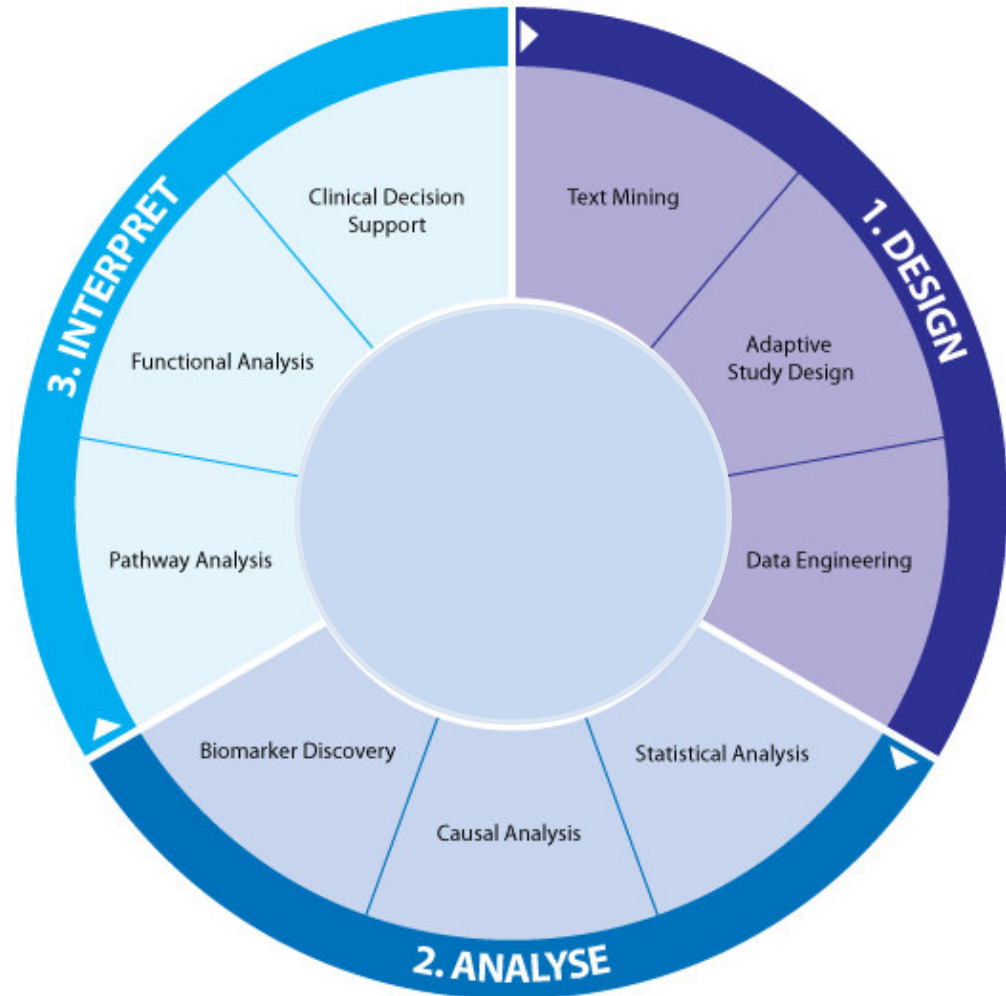 1. DESIGN
Text Mining
Adaptive
Study Design
Data Engineering
2. ANALYSE
Statistical Analysis
Causal Analysis
Biomarker Discovery
3. INTERPRET
Pathway Analysis
Functional Analysis
Clinical Decision
Support